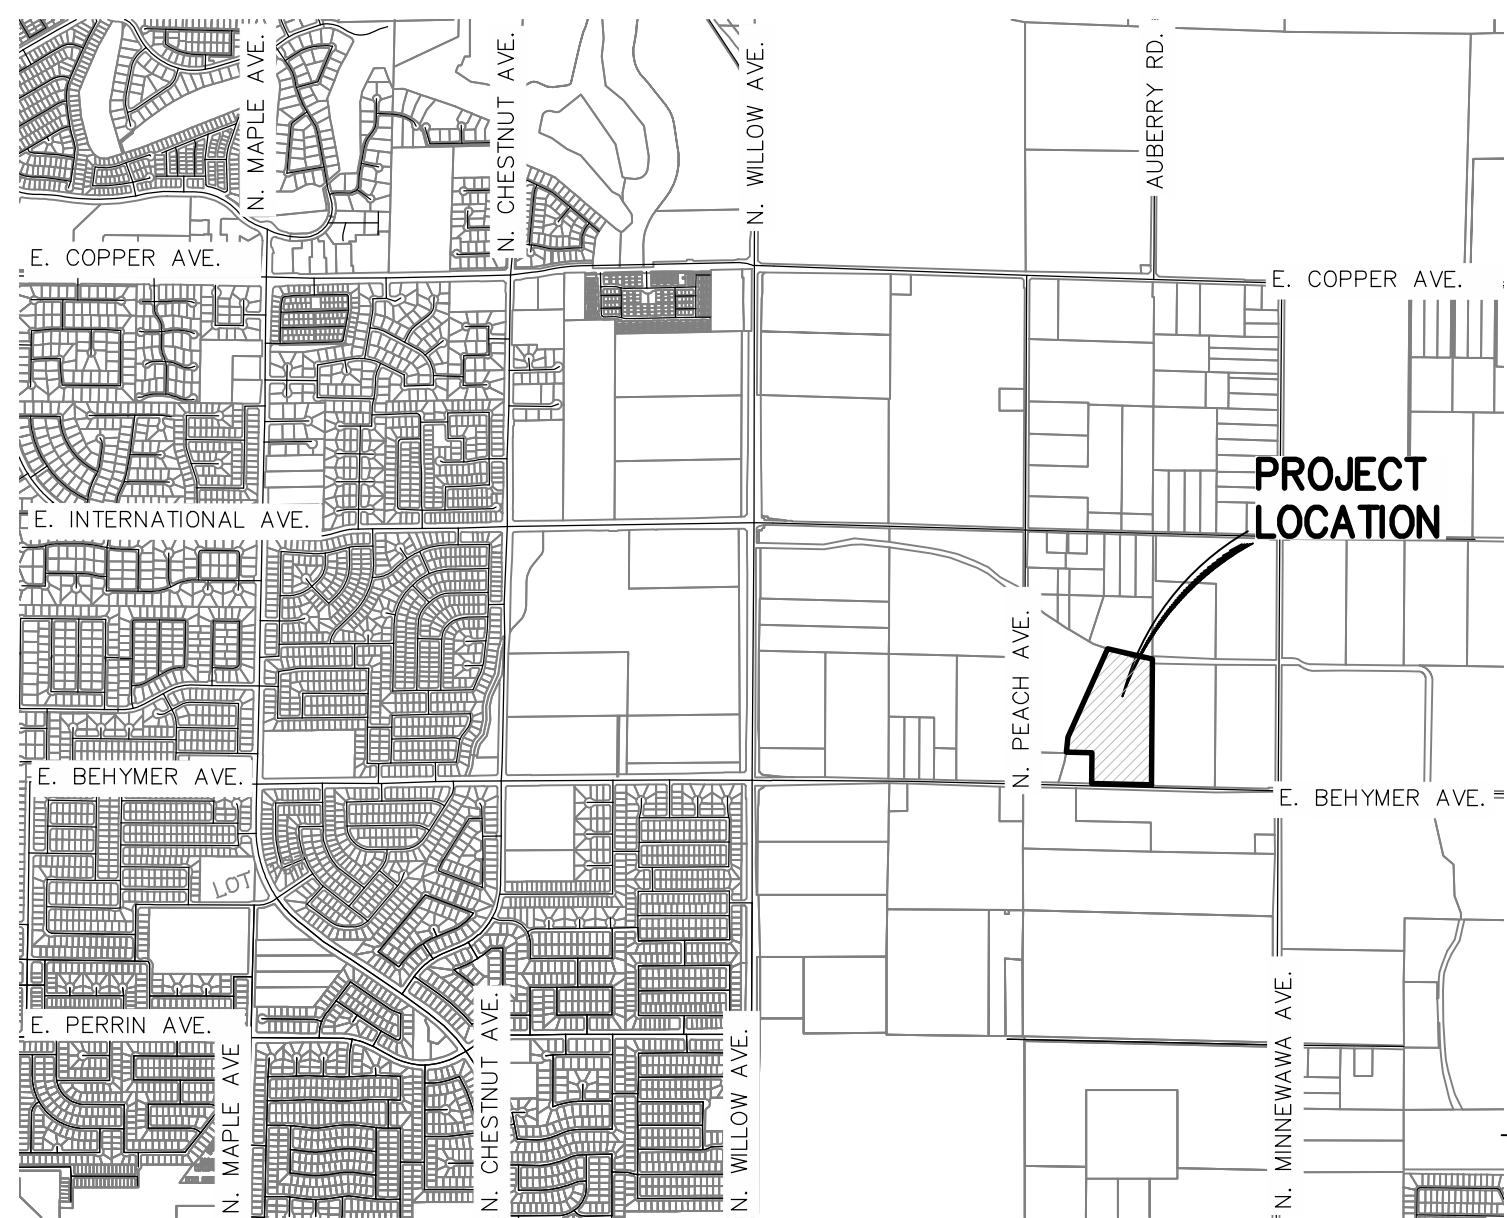 N. MAPLE AVE.
N. CHESTNUT AVE.
N. WILLOW AVE.
AUBERRY RD.
E. COPPER AVE.
E. COPPER AVE.
PROJECT
LOCATION
E. INTERNATIONAL AVE.
N. PEACH AVE.
E. BEHYMER AVE.
E. BEHYMER AVE.
LOT
E. PERRIN AVE.
N. MAPLE AVE
N. CHESTNUT AVE.
N. WILLOW AVE.
N. MINNEWAWA AVE.